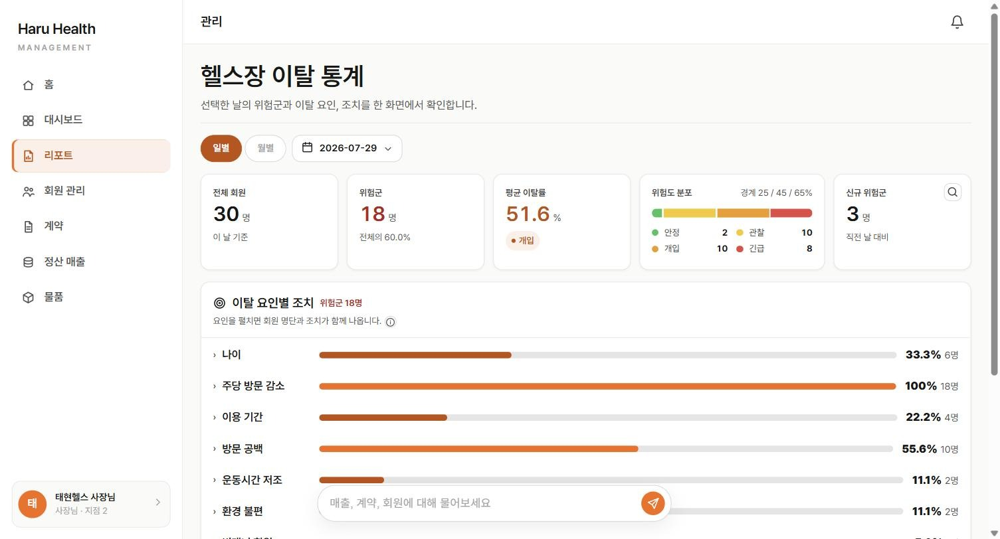 Haru Health
MANAGEMENT
홈
대시보드
리포트
회원 관리
계약
정산 매출
물품
태
태현헬스 사장님
사장님 · 지점 2
관리
헬스장 이탈 통계
선택한 날의 위험군과 이탈 요인, 조치를 한 화면에서 확인합니다.
일별 월별 2026-07-29
전체 회원
30 명
이 날 기준
위험군
18 명
전체의 60.0%
평균 이탈률
51.6 %
개입
위험도 분포 경계 25 / 45 / 65%
안정 2 관찰 10
개입 10 긴급 8
신규 위험군
3 명
직전 날 대비
이탈 요인별 조치 위험군 18명
요인을 펼치면 회원 명단과 조치가 함께 나옵니다.
› 나이 33.3% 6명
› 주당 방문 감소 100% 18명
› 이용 기간 22.2% 4명
› 방문 공백 55.6% 10명
› 운동시간 저조 11.1% 2명
매출, 계약, 회원에 대해 물어보세요
› 환경 불편 11.1% 2명